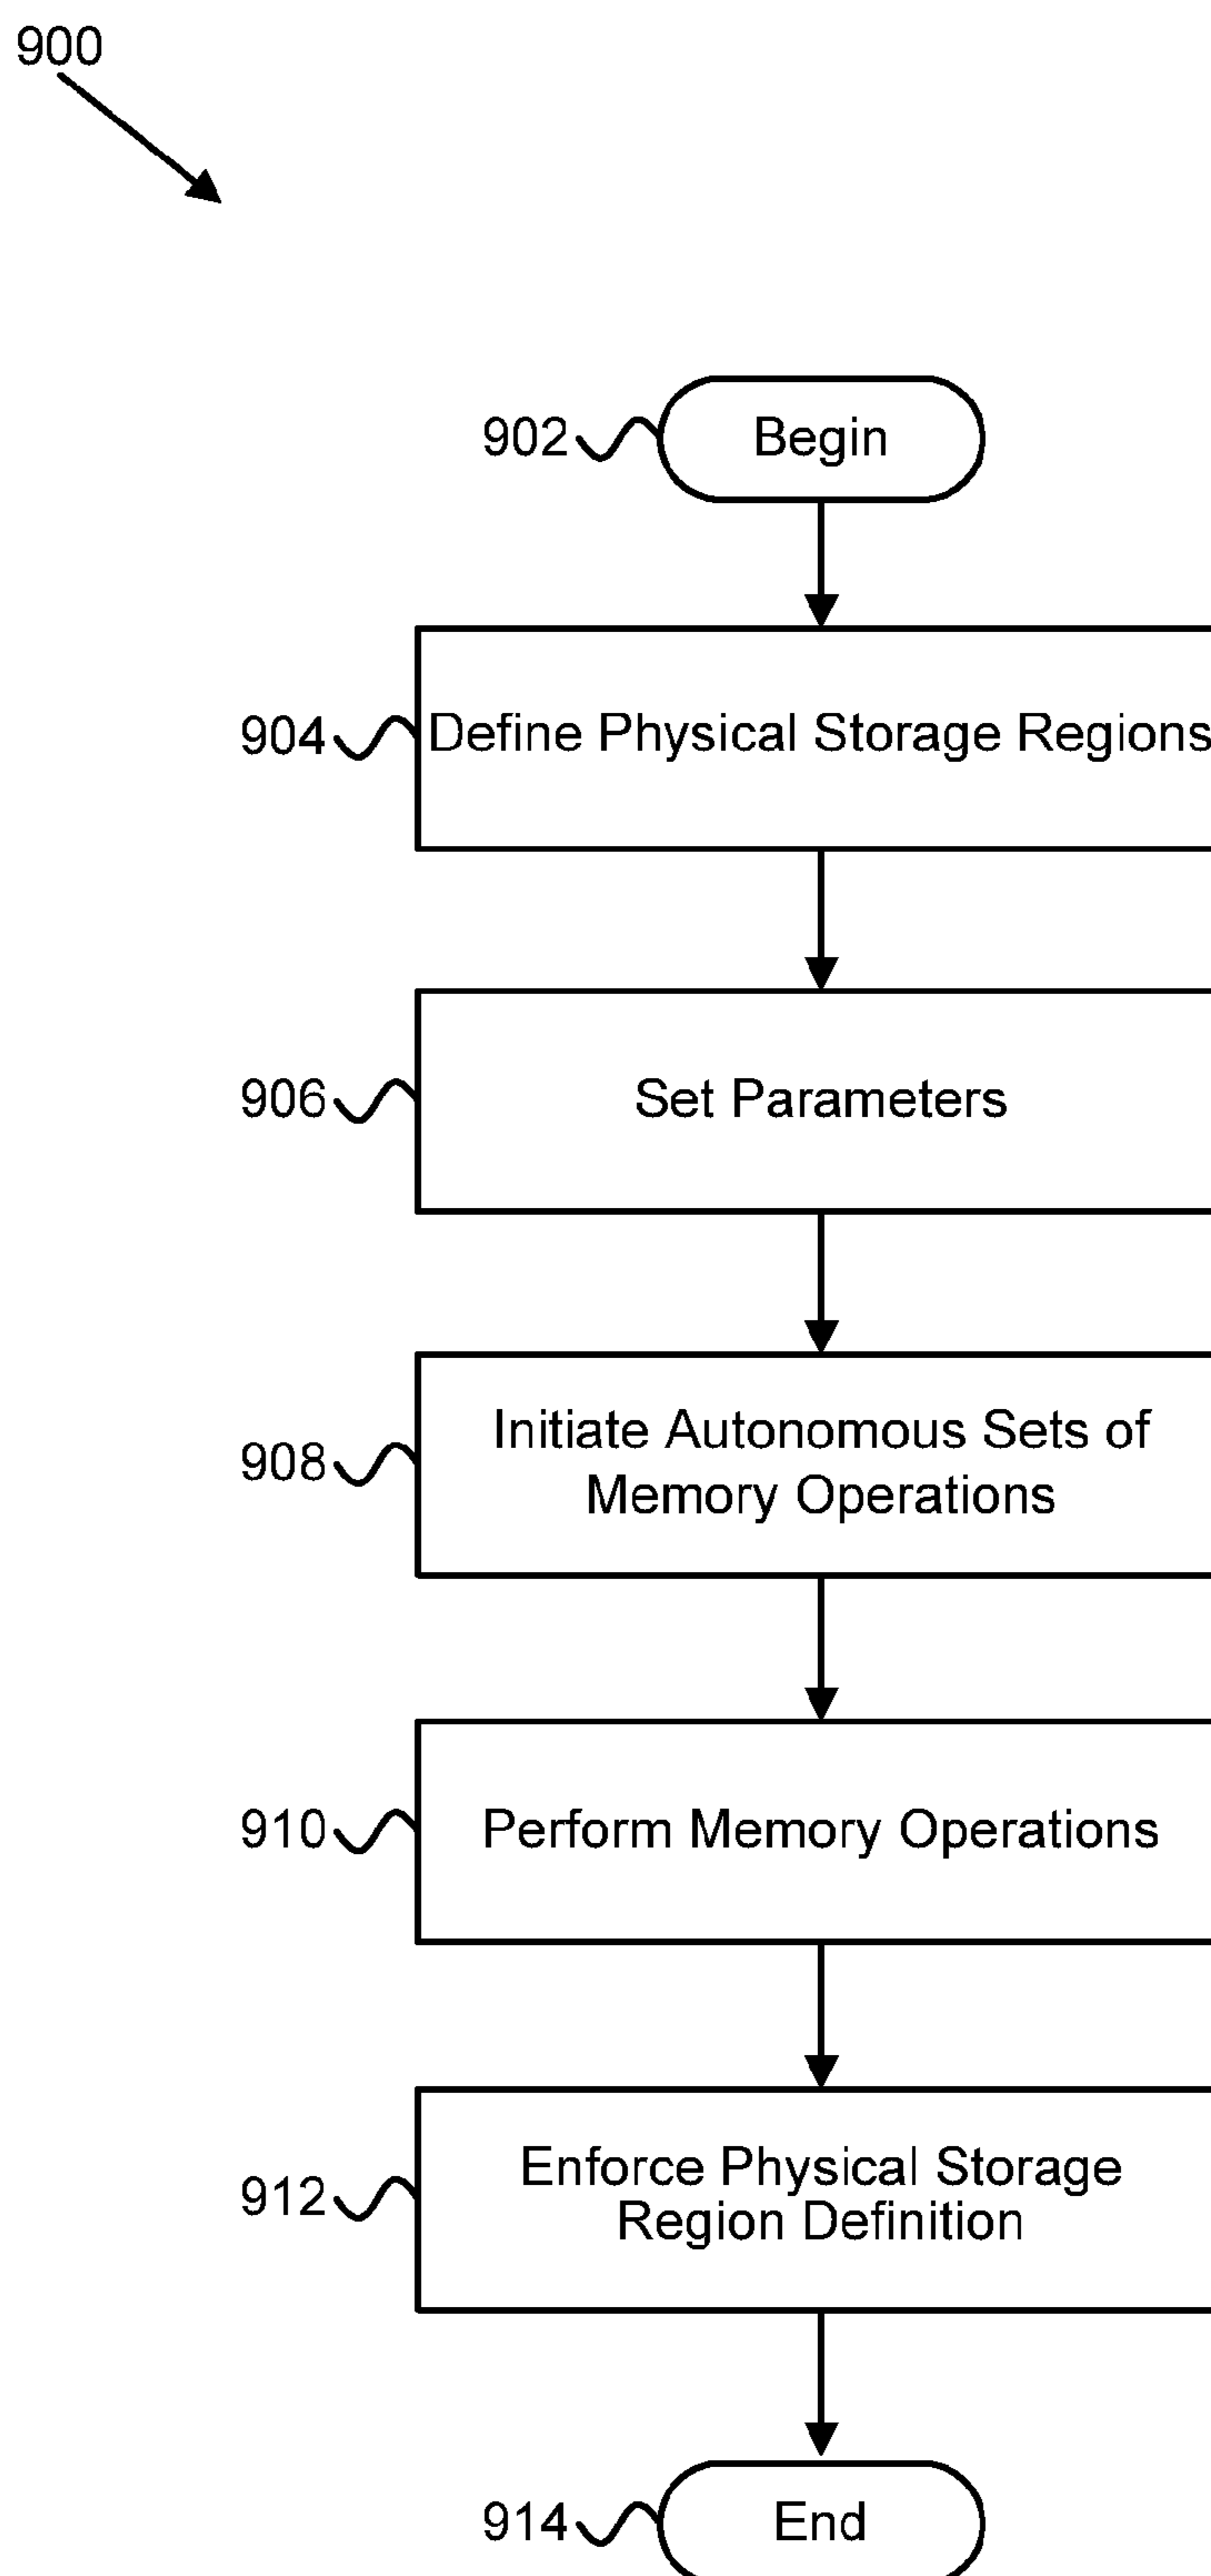 900
902
Begin
904
Define Physical Storage Regions
906
Set Parameters
908
Initiate Autonomous Sets of
Memory Operations
910
Perform Memory Operations
912
Enforce Physical Storage
Region Definition
914
End